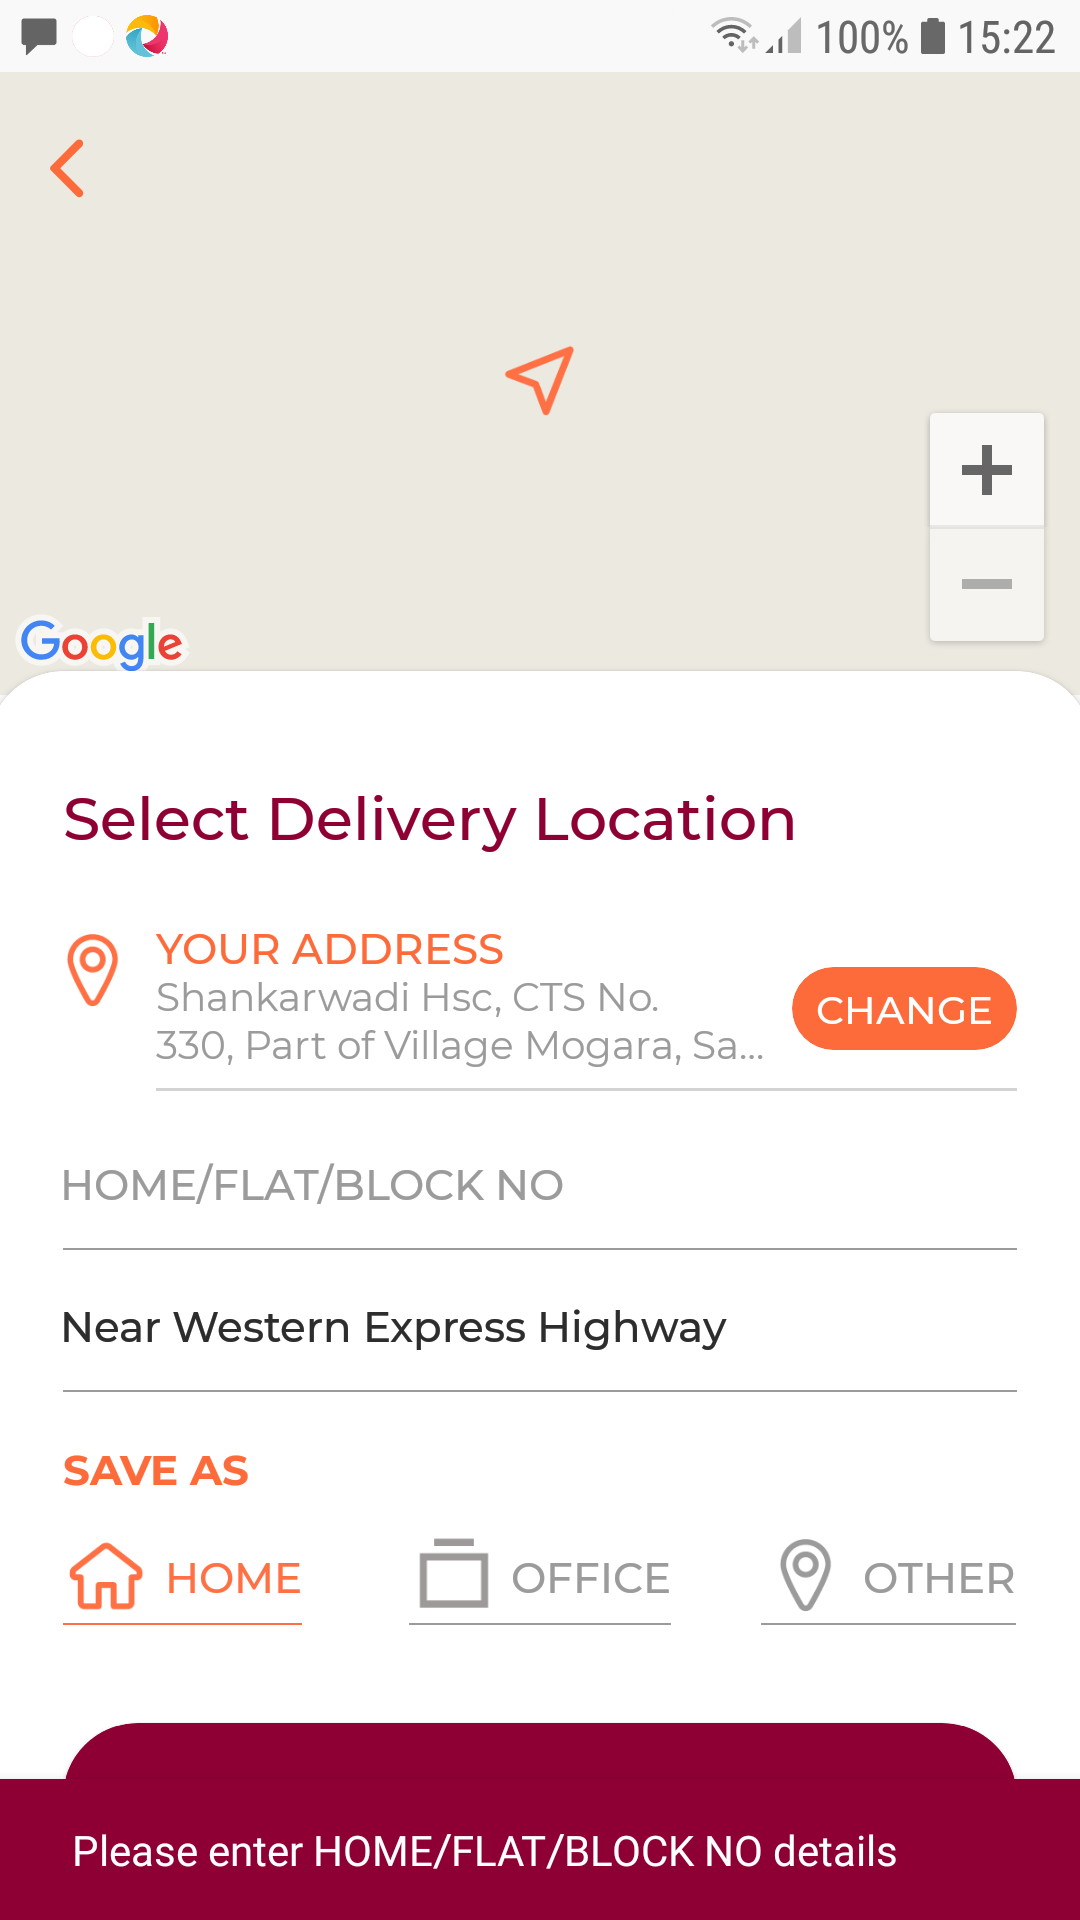 100% 15:22
Google
Select Delivery Location
YOUR ADDRESS
Shankarwadi Hsc, CTS No.
330, Part of Village Mogara, Sa...
CHANGE
HOME/FLAT/BLOCK NO
Near Western Express Highway
SAVE AS
HOME OFFICE OTHER
Please enter HOME/FLAT/BLOCK NO details